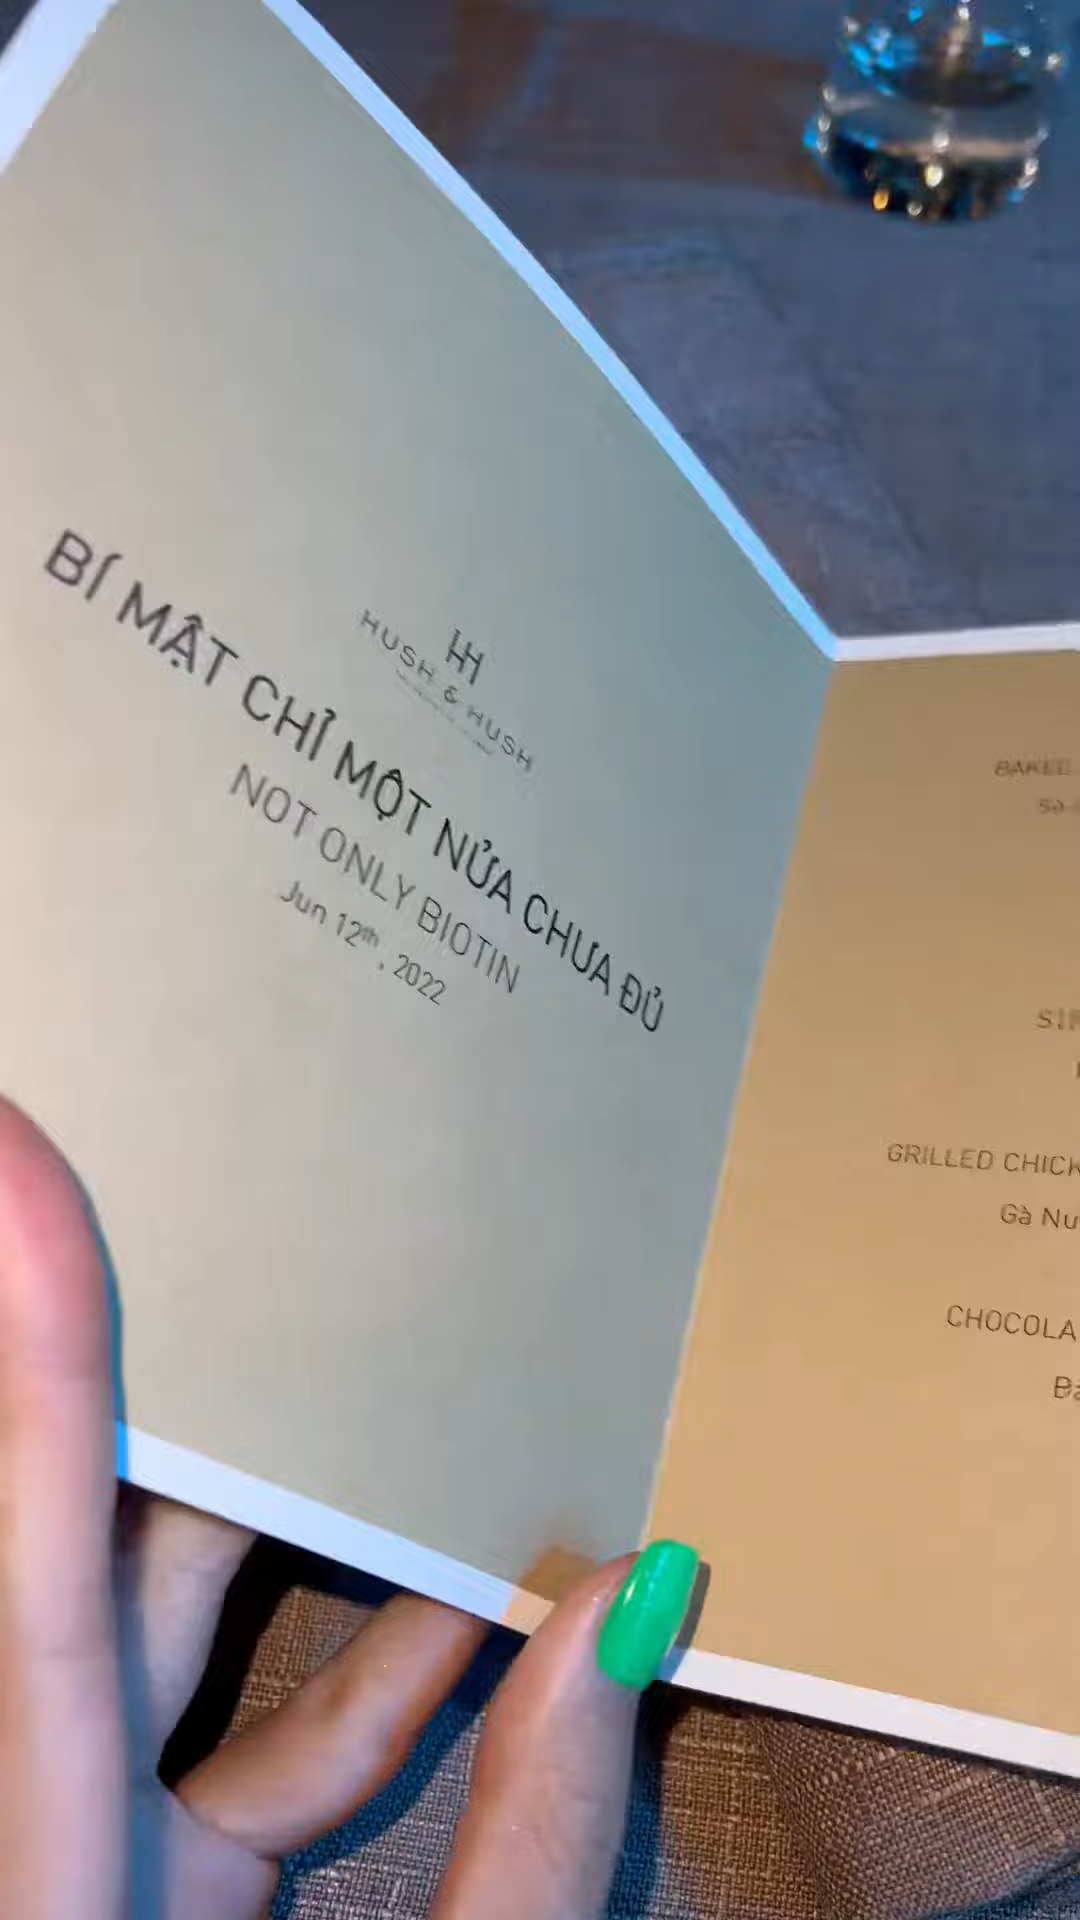 HH
HUSH & HUSH
BÍ MẬT CHỈ MỘT NỬA CHƯA ĐỦ
NOT ONLY BIOTIN
Jun 12th, 2022
BAKED
GRILLED CHICK
Gà Nư
CHOCOLA